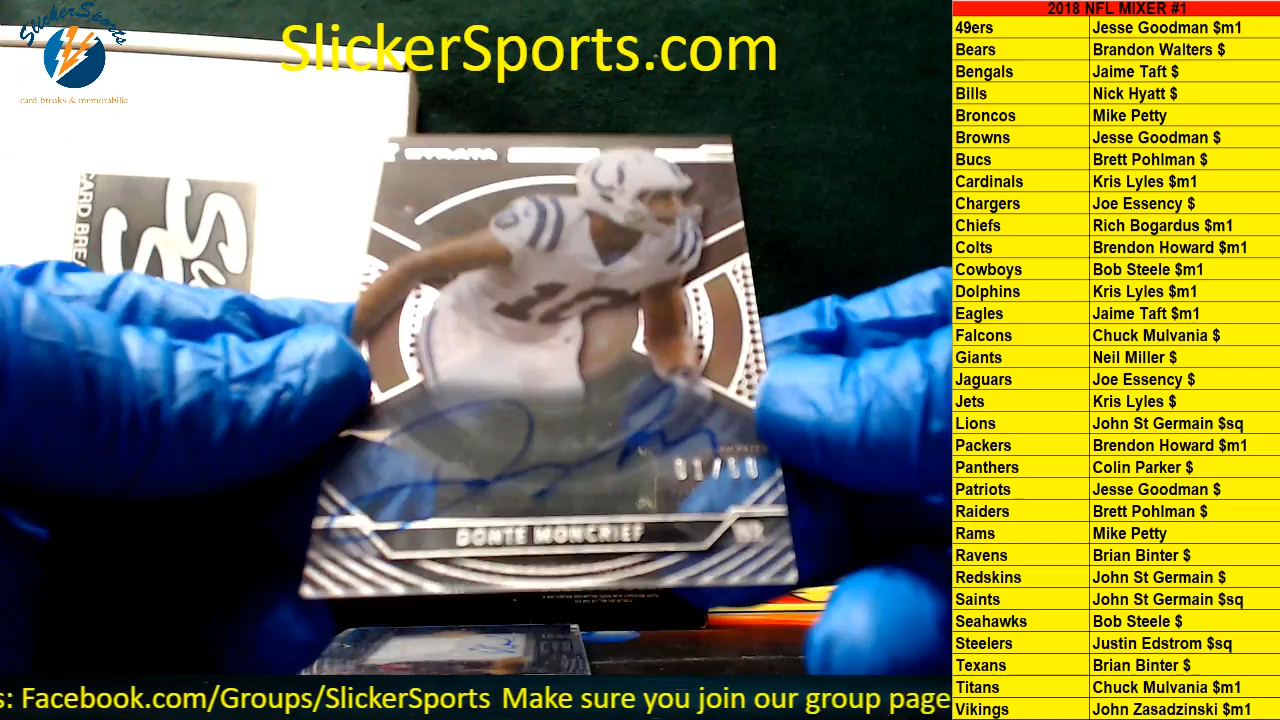 SlickerSports
card breaks & memorabilia
SlickerSports.com
CARD BREA
STRATA
10
01/50
DONTE MONCRIEF
WR
s: Facebook.com/Groups/SlickerSports Make sure you join our group page
2018 NFL MIXER #1
49ers Jesse Goodman $m1
Bears Brandon Walters $
Bengals Jaime Taft $
Bills Nick Hyatt $
Broncos Mike Petty
Browns Jesse Goodman $
Bucs Brett Pohlman $
Cardinals Kris Lyles $m1
Chargers Joe Essency $
Chiefs Rich Bogardus $m1
Colts Brendon Howard $m1
Cowboys Bob Steele $m1
Dolphins Kris Lyles $m1
Eagles Jaime Taft $m1
Falcons Chuck Mulvania $
Giants Neil Miller $
Jaguars Joe Essency $
Jets Kris Lyles $
Lions John St Germain $sq
Packers Brendon Howard $m1
Panthers Colin Parker $
Patriots Jesse Goodman $
Raiders Brett Pohlman $
Rams Mike Petty
Ravens Brian Binter $
Redskins John St Germain $
Saints John St Germain $sq
Seahawks Bob Steele $
Steelers Justin Edstrom $sq
Texans Brian Binter $
Titans Chuck Mulvania $m1
Vikings John Zasadzinski $m1